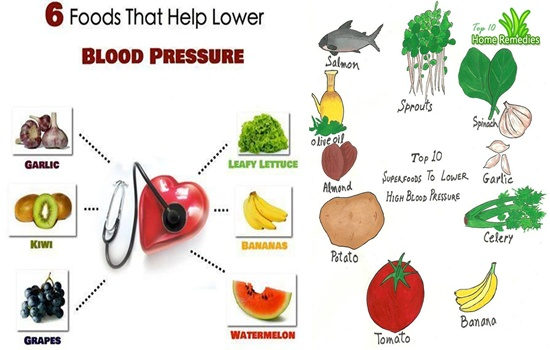 6 Foods That Help Lower
Blood Pressure
Garlic
Leafy Lettuce
Kiwi
Bananas
Grapes
Watermelon
Top 10
Home Remedies
Salmon
Sprouts
Spinach
olive oil
Top 10
Superfoods To Lower
High Blood Pressure
Almond
Garlic
Celery
Potato
Tomato
Banana